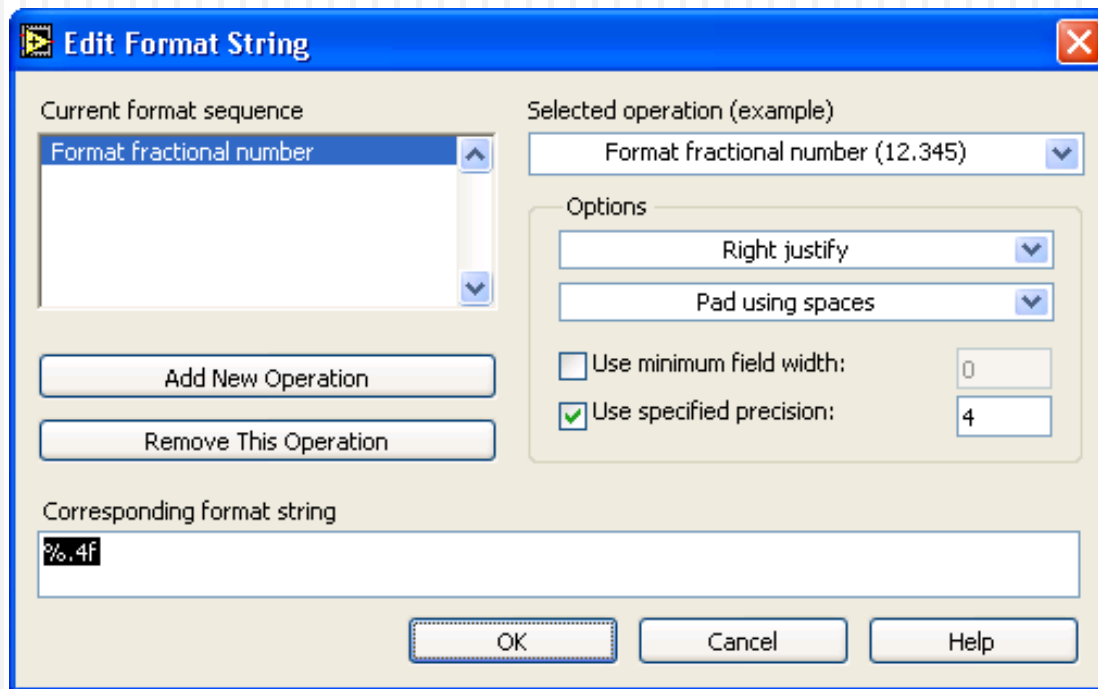 Edit Format String
Current format sequence
Format fractional number
Selected operation (example)
Format fractional number (12.345)
Options
Right justify
Pad using spaces
Use minimum field width: 0
Use specified precision: 4
Add New Operation
Remove This Operation
Corresponding format string
%.4f
OK Cancel Help